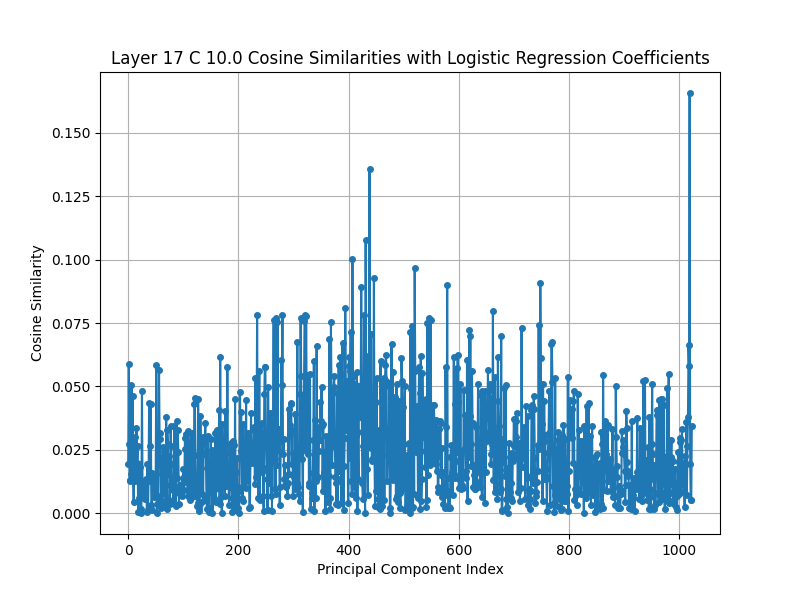 Layer 17 C 10.0 Cosine Similarities with Logistic Regression Coefficients
0.150
0.125
0.100
0.075
0.050
0.025
0.000
Cosine Similarity
0 200 400 600 800 1000
Principal Component Index